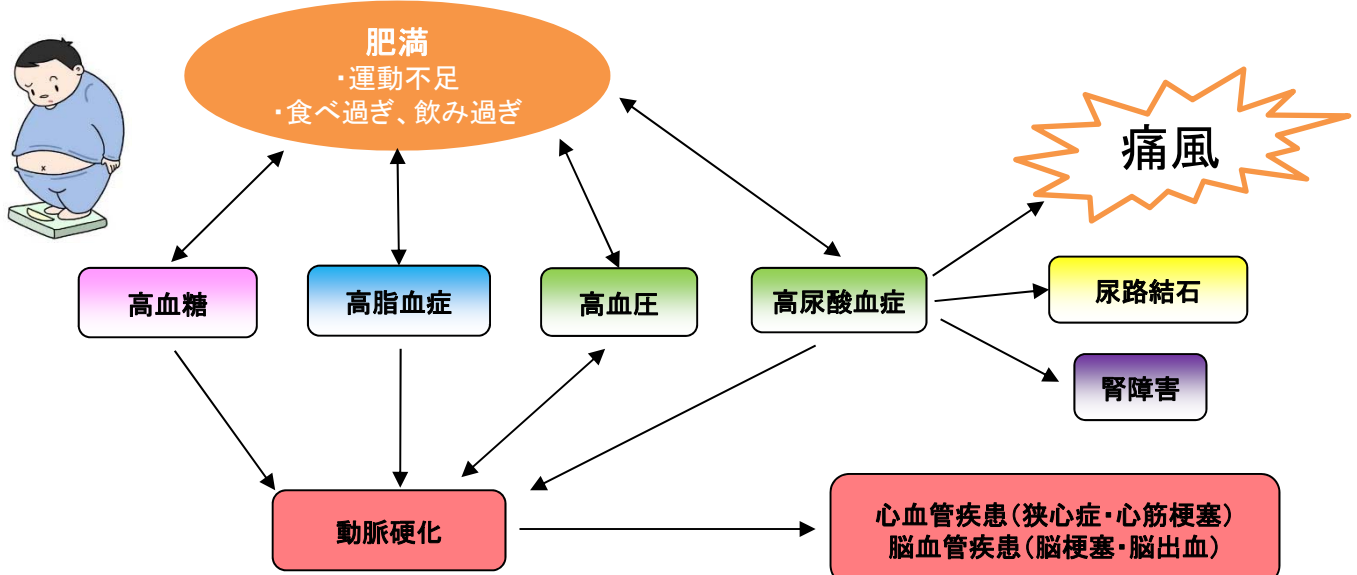 肥満
・運動不足
・食べ過ぎ、飲み過ぎ
痛風
高血糖
高脂血症
高血圧
高尿酸血症
尿路結石
腎障害
動脈硬化
心血管疾患(狭心症・心筋梗塞)
脳血管疾患(脳梗塞・脳出血)